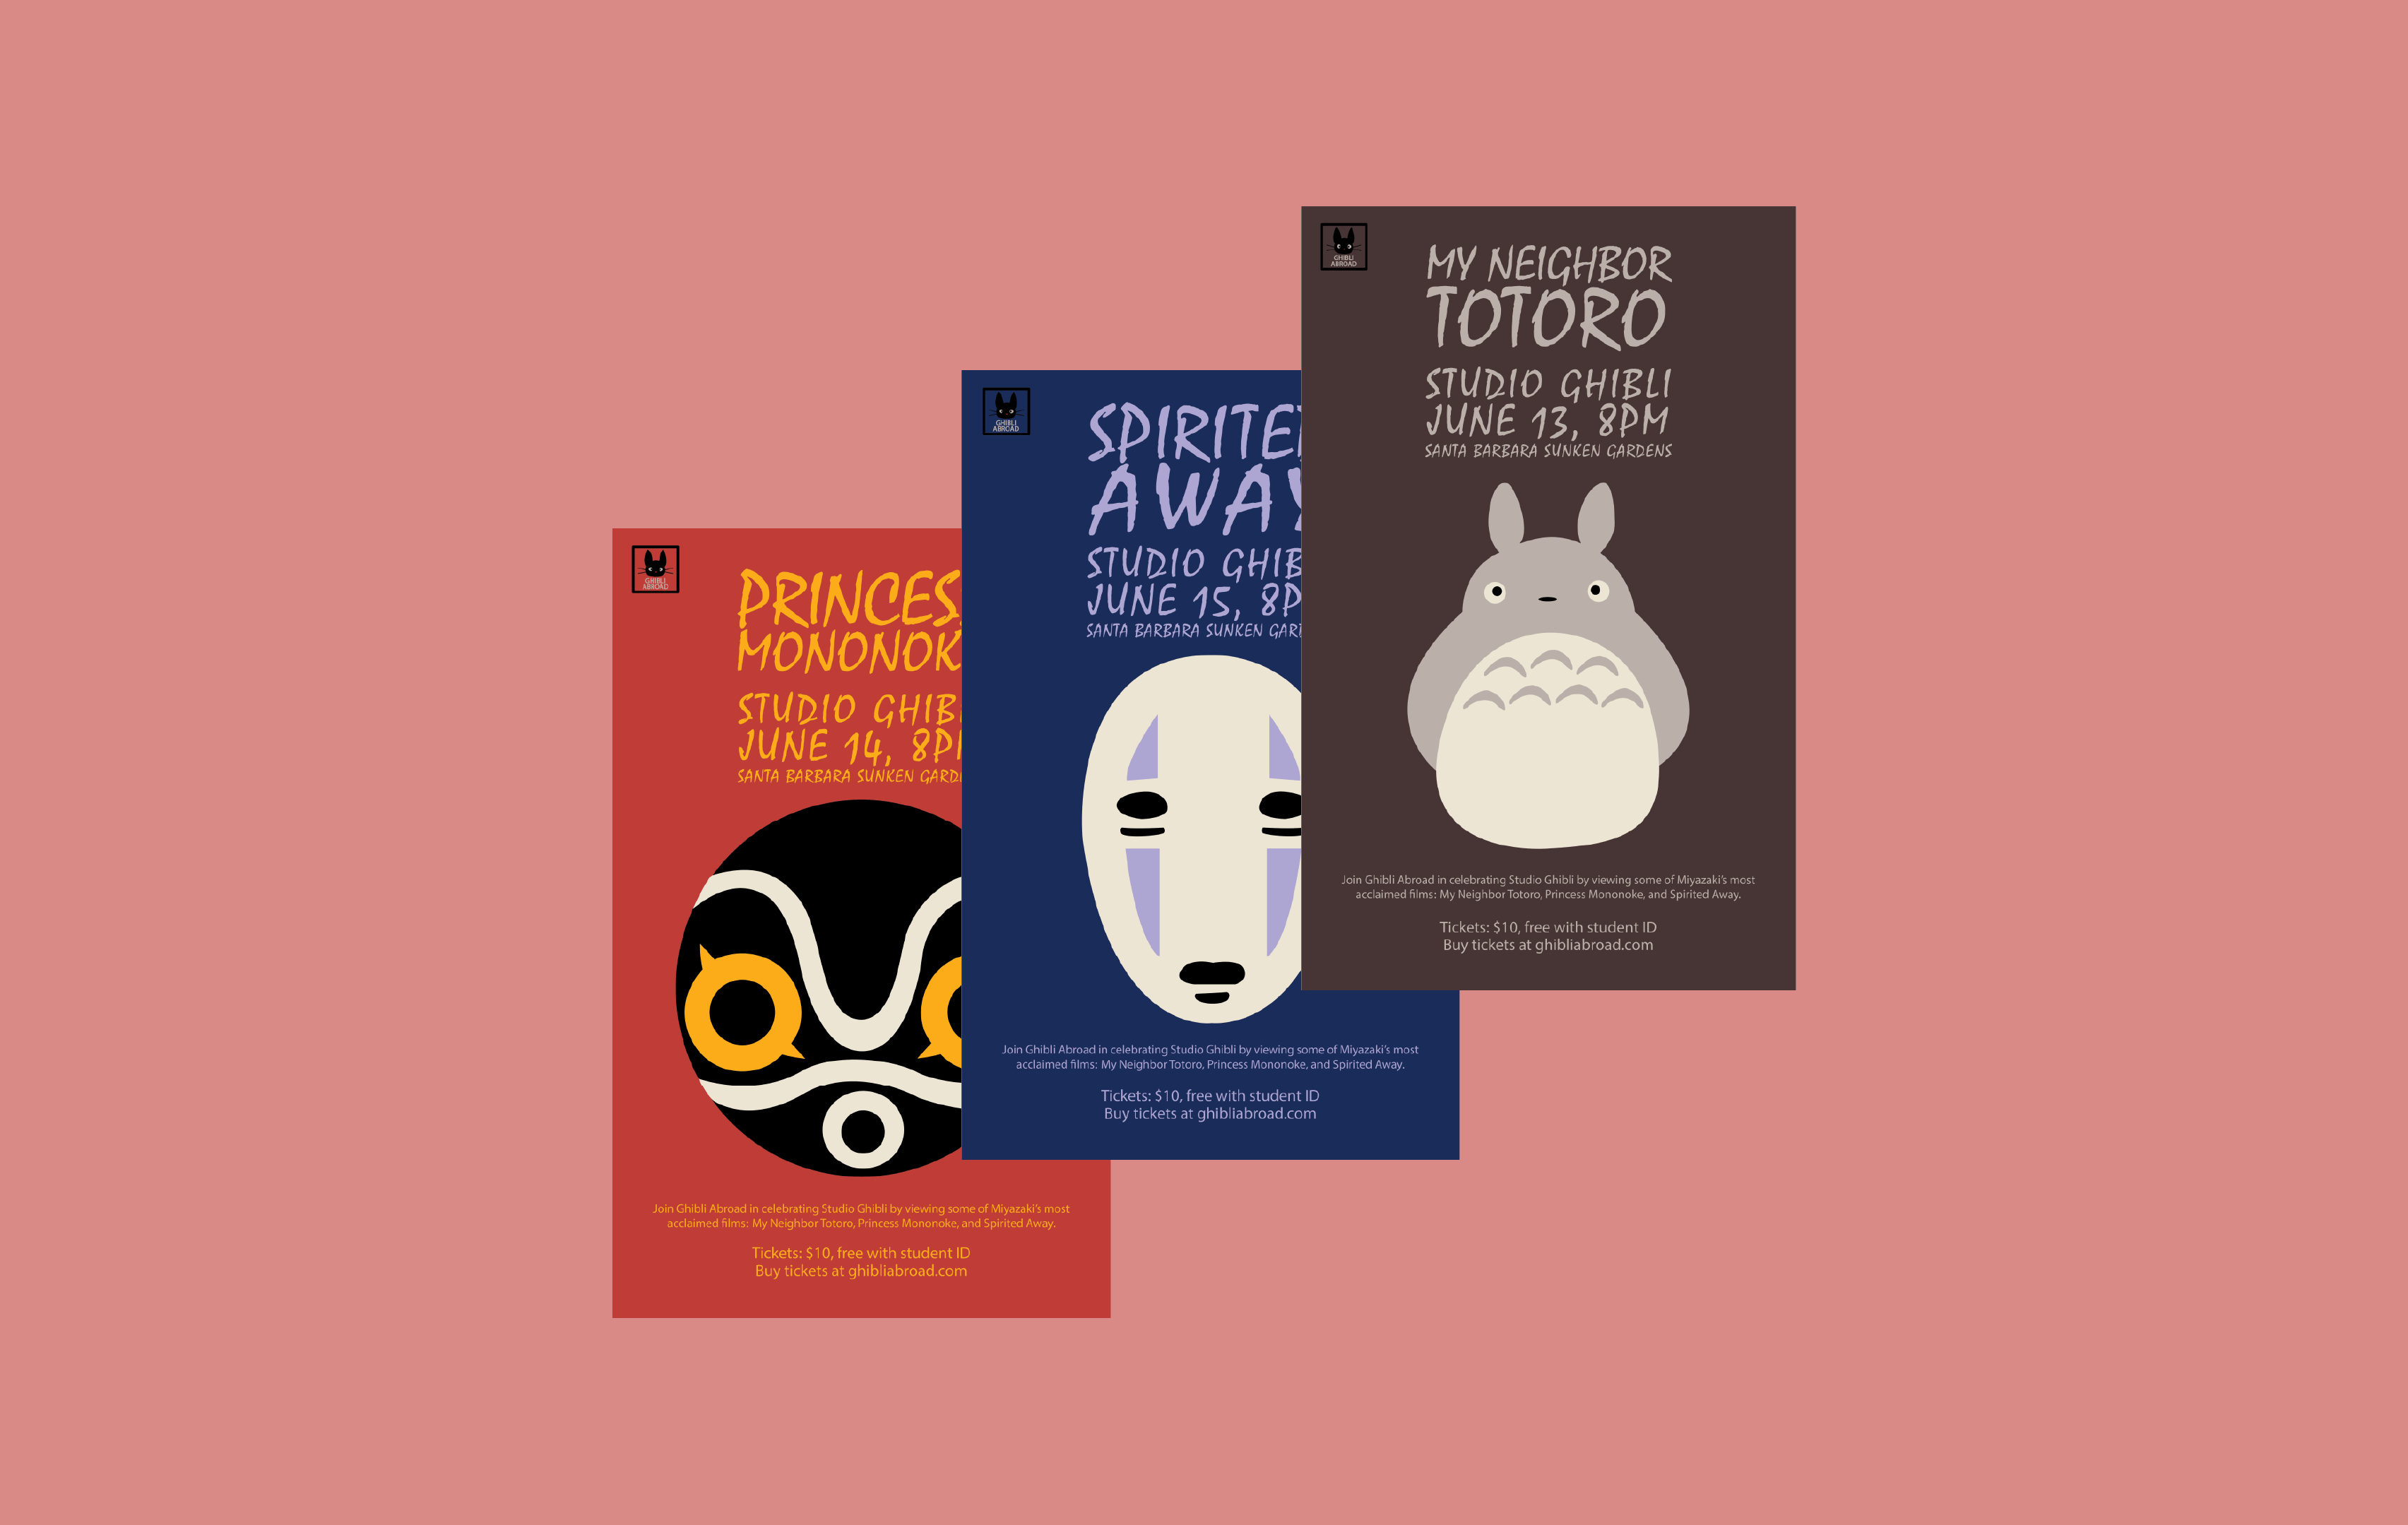 GHIBLI
ABROAD
PRINCES
MONONOK
STUDIO GHIB
JUNE 14, 8P
SANTA BARBARA SUNKEN GARD
Join Ghibli Abroad in celebrating Studio Ghibli by viewing some of Miyazaki's most
acclaimed films: My Neighbor Totoro, Princess Mononoke, and Spirited Away.
Tickets: $10, free with student ID
Buy tickets at ghibliabroad.com
GHIBLI
ABROAD
SPIRITE
AWAY
STUDIO GHIB
JUNE 15, 8P
SANTA BARBARA SUNKEN GAR
Join Ghibli Abroad in celebrating Studio Ghibli by viewing some of Miyazaki's most
acclaimed films: My Neighbor Totoro, Princess Mononoke, and Spirited Away.
Tickets: $10, free with student ID
Buy tickets at ghibliabroad.com
GHIBLI
ABROAD
MY NEIGHBOR
TOTORO
STUDIO GHIBLI
JUNE 13, 8PM
SANTA BARBARA SUNKEN GARDENS
Join Ghibli Abroad in celebrating Studio Ghibli by viewing some of Miyazaki's most
acclaimed films: My Neighbor Totoro, Princess Mononoke, and Spirited Away.
Tickets: $10, free with student ID
Buy tickets at ghibliabroad.com